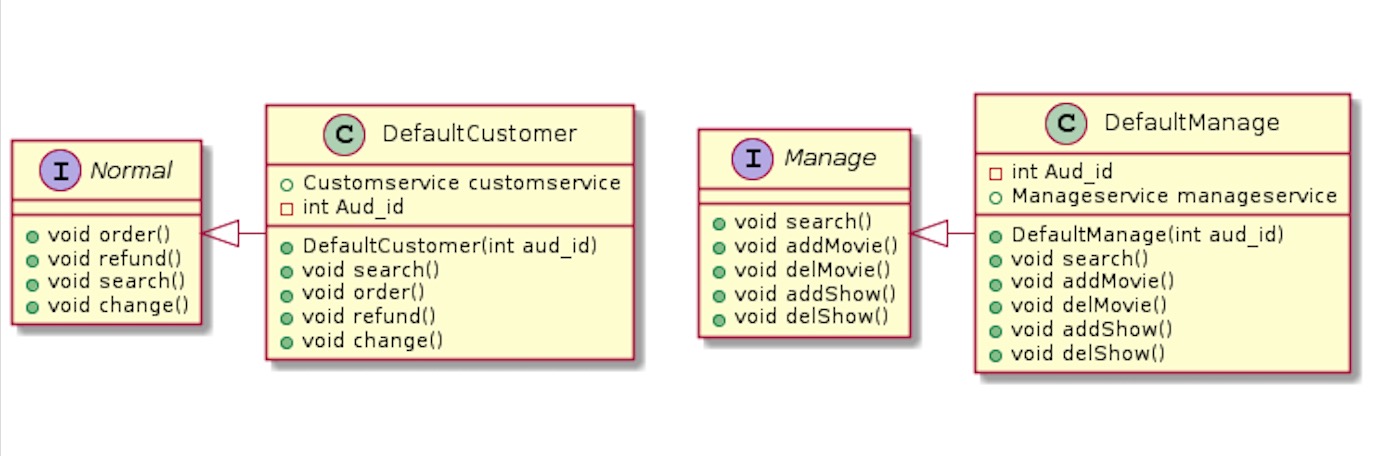 I Normal
void order()
void refund()
void search()
void change()
C DefaultCustomer
Customservice customservice
int Aud_id
DefaultCustomer(int aud_id)
void search()
void order()
void refund()
void change()
I Manage
void search()
void addMovie()
void delMovie()
void addShow()
void delShow()
C DefaultManage
int Aud_id
Manageservice manageservice
DefaultManage(int aud_id)
void search()
void addMovie()
void delMovie()
void addShow()
void delShow()